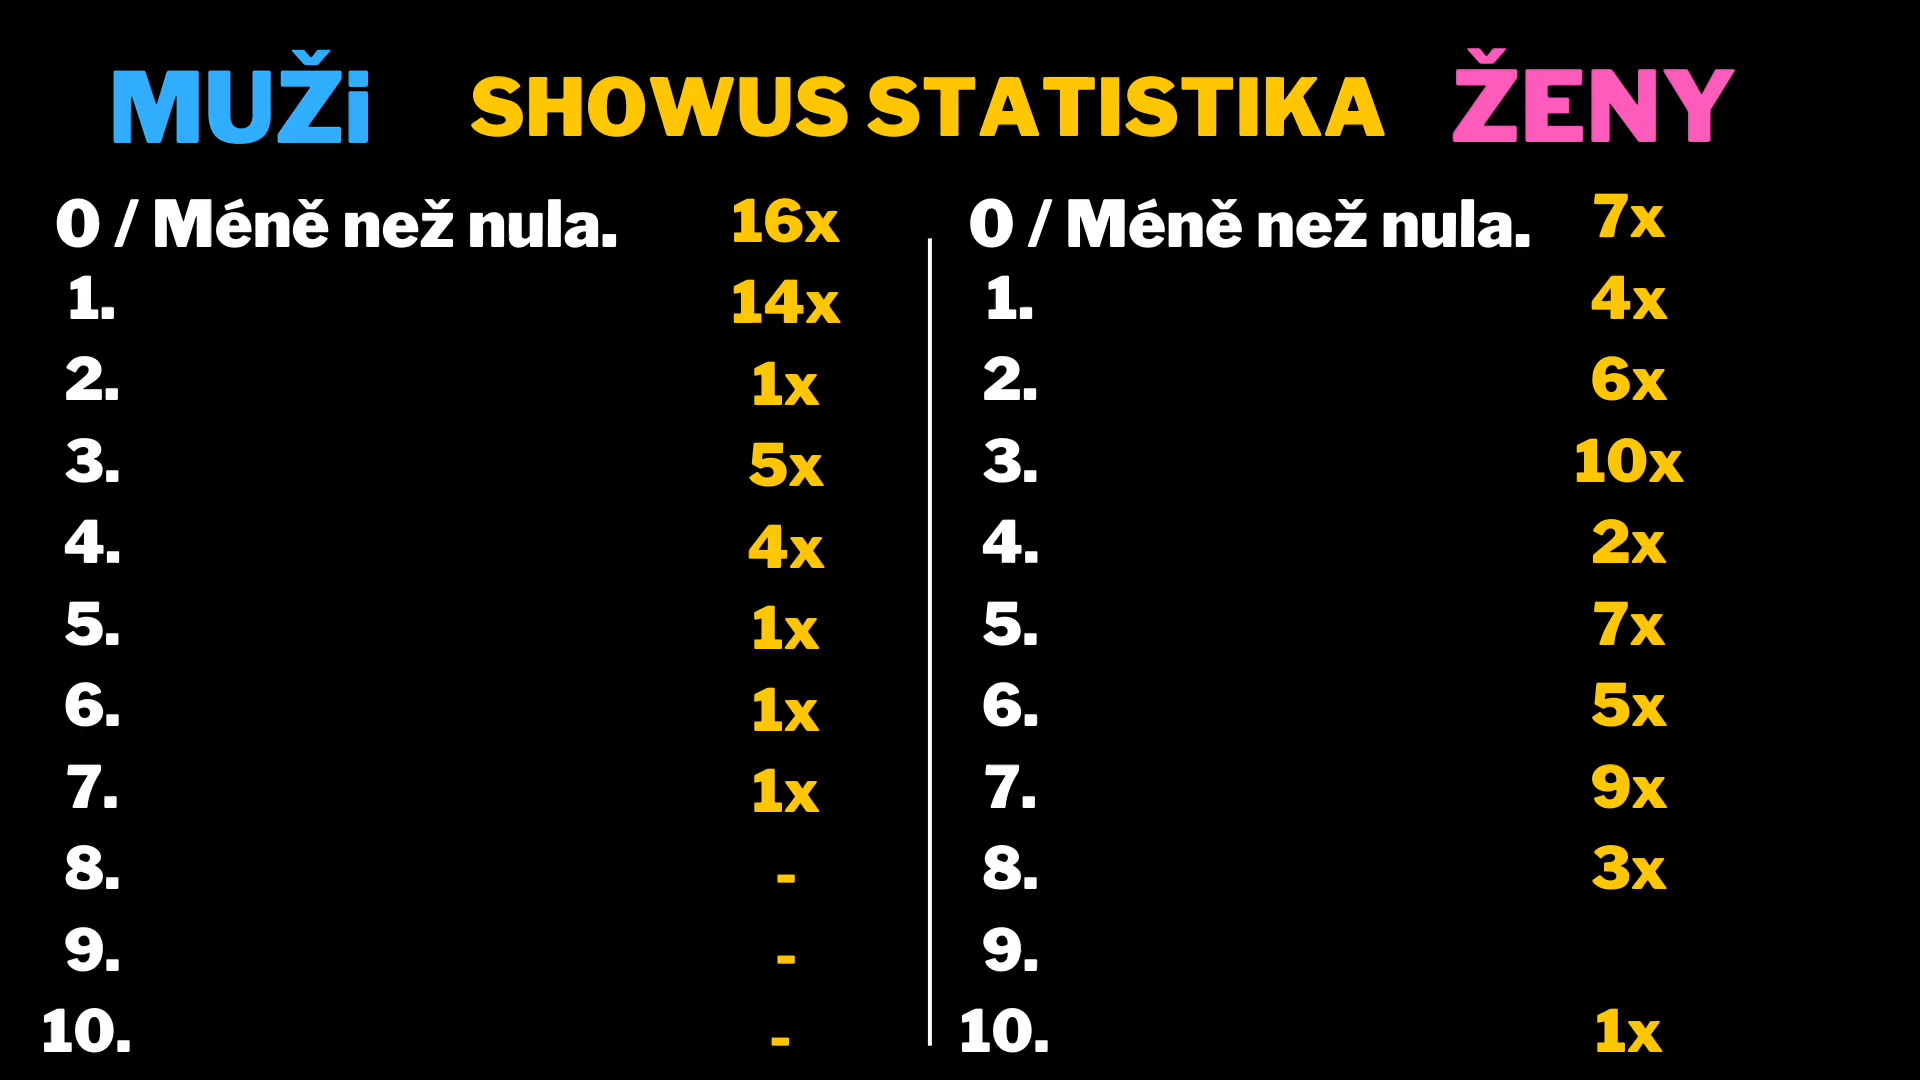 MUŽi SHOWUS STATISTIKA ŽENY
0 / Méně než nula. 16x
1. 14x
2. 1x
3. 5x
4. 4x
5. 1x
6. 1x
7. 1x
8. -
9. -
10. -
0 / Méně než nula. 7x
1. 4x
2. 6x
3. 10x
4. 2x
5. 7x
6. 5x
7. 9x
8. 3x
9.
10. 1x